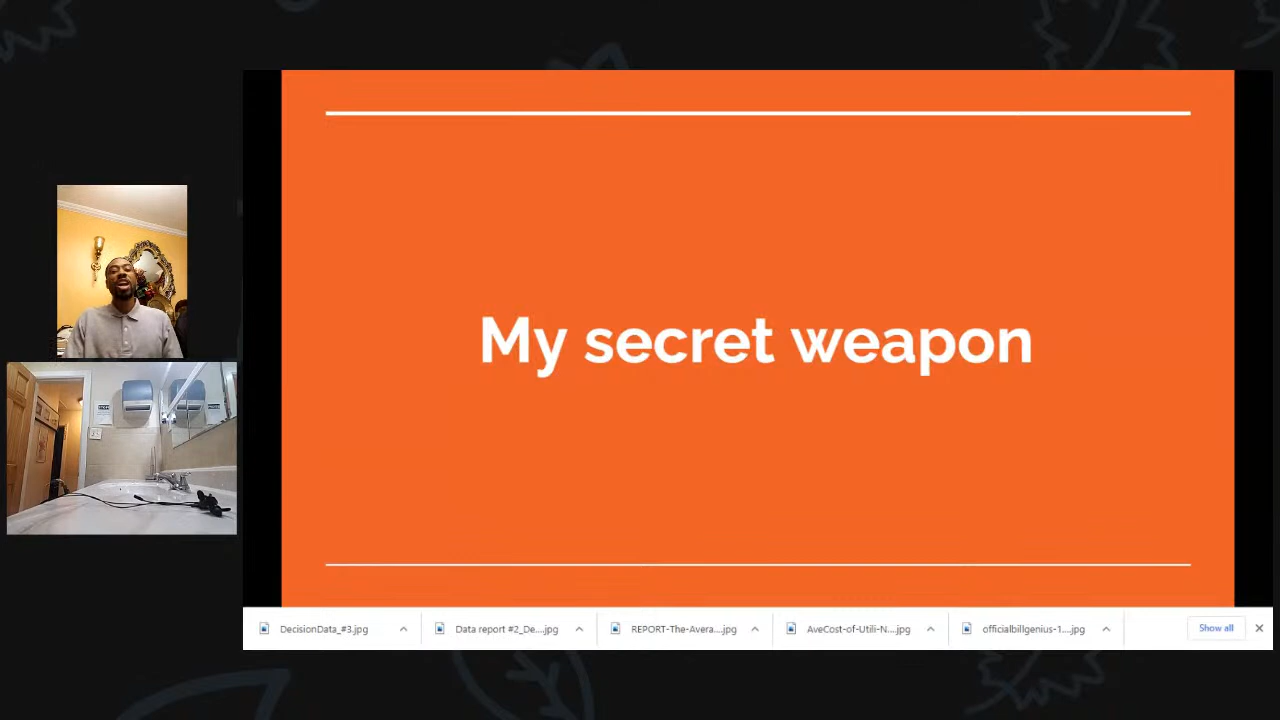 My secret weapon
DecisionData_#3.jpg
Data report #2_De....jpg
REPORT-The-Avera....jpg
AveCost-of-Utili-N....jpg
officialbillgenius-1....jpg
Show all